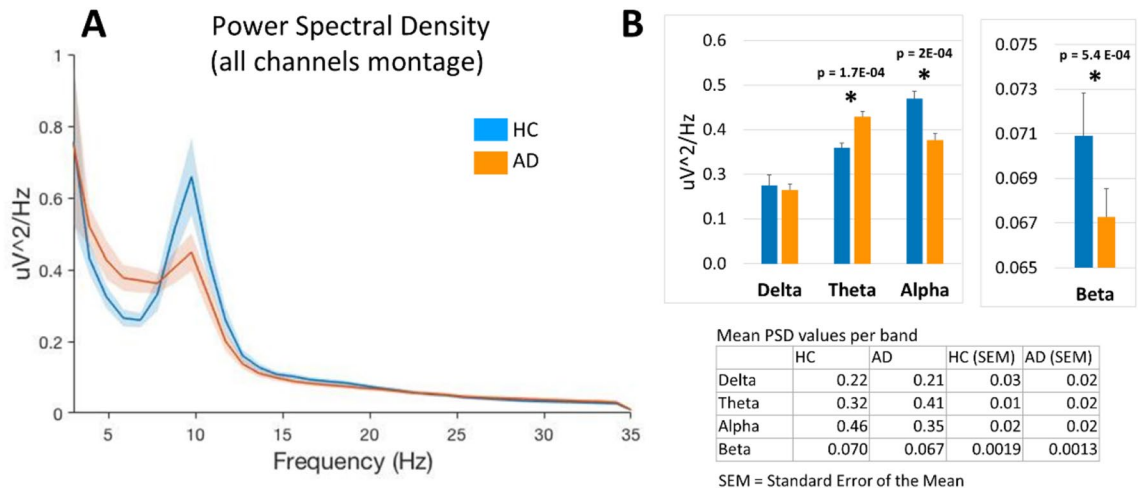 A
Power Spectral Density
(all channels montage)
1
0.8
0.6
0.4
0.2
0
uV^2/Hz
5
10
15
20
25
30
35
Frequency (Hz)
HC
AD
B
0.6
0.5
0.4
0.3
0.1
0.0
uV^2/Hz
p = 1.7E-04
*
p = 2E-04
*
Delta Theta Alpha
0.075
0.073
0.071
0.069
0.067
0.065
p = 5.4 E-04
*
Beta
Mean PSD values per band
HC AD HC (SEM) AD (SEM)
Delta 0.22 0.21 0.03 0.02
Theta 0.32 0.41 0.01 0.02
Alpha 0.46 0.35 0.02 0.02
Beta 0.070 0.067 0.0019 0.0013
SEM = Standard Error of the Mean